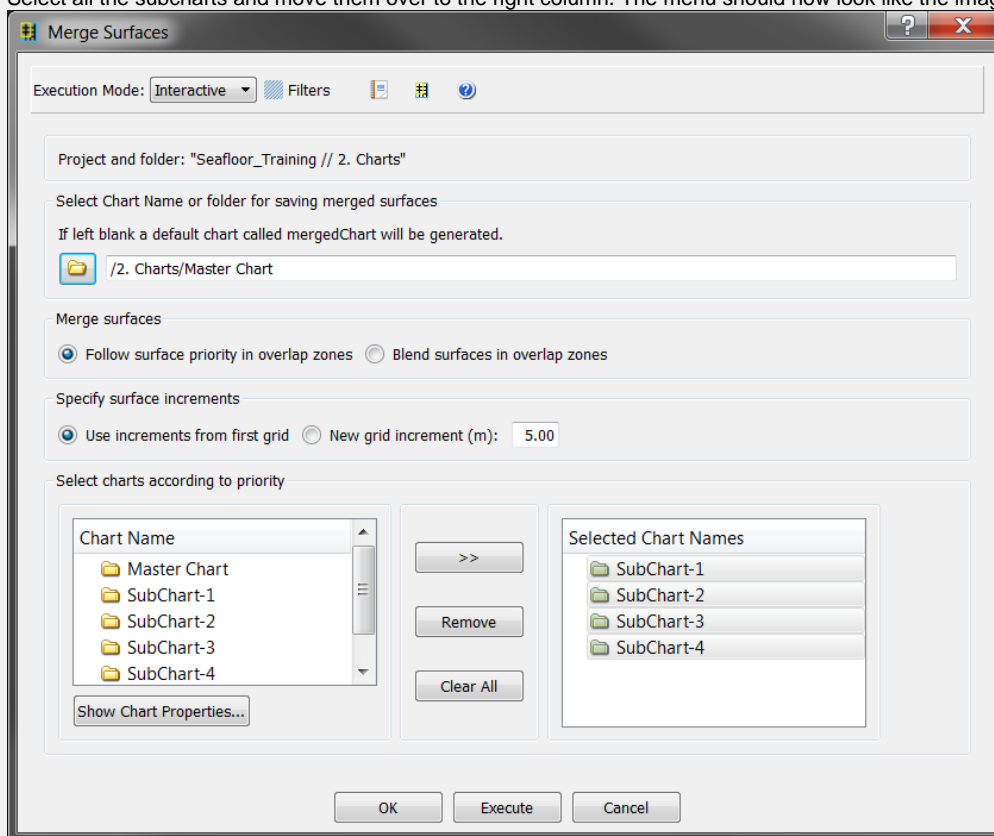 Select all the subcharts and move them over to the right column. The menu should now look like the imag
Merge Surfaces
Execution Mode: Interactive Filters
Project and folder: "Seafloor_Training // 2. Charts"
Select Chart Name or folder for saving merged surfaces
If left blank a default chart called mergedChart will be generated.
/2. Charts/Master Chart
Merge surfaces
Follow surface priority in overlap zones Blend surfaces in overlap zones
Specify surface increments
Use increments from first grid New grid increment (m): 5.00
Select charts according to priority
Chart Name
Master Chart
SubChart-1
SubChart-2
SubChart-3
SubChart-4
Show Chart Properties...
>>
Remove
Clear All
Selected Chart Names
SubChart-1
SubChart-2
SubChart-3
SubChart-4
OK Execute Cancel